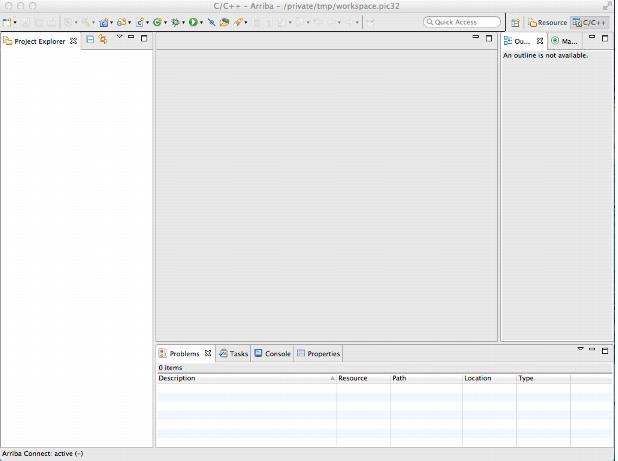 C/C++ - Arriba - /private/tmp/workspace.pic32
Quick Access
Resource
C/C++
Project Explorer
Ou...
Ma...
An outline is not available.
Problems
Tasks
Console
Properties
0 items
Description
Resource
Path
Location
Type
Arriba Connect: active (-)